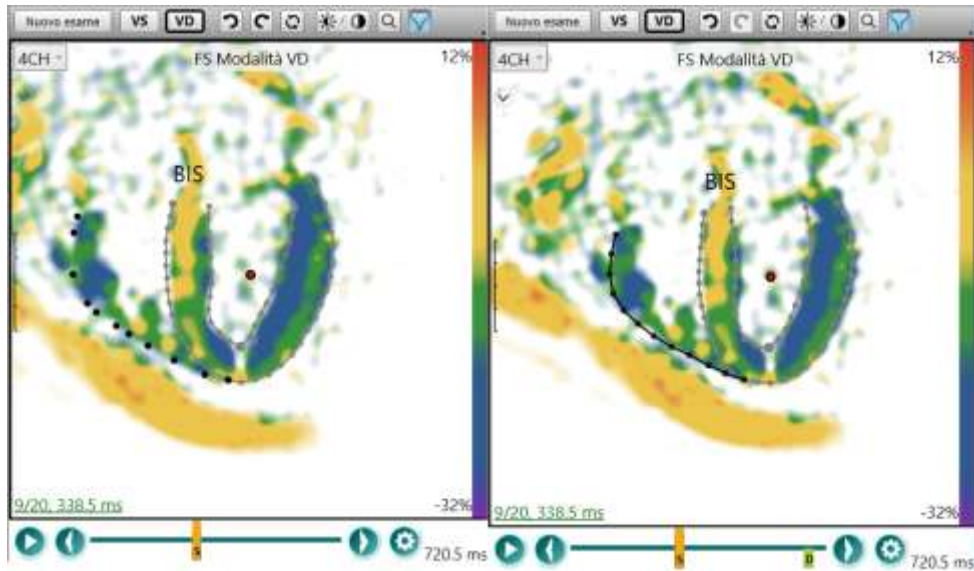 Nuovo esame VS VD
4CH FS Modalità VD 12%
BIS
9/20, 338.5 ms -32%
S
720.5 ms
Nuovo esame VS VD
4CH FS Modalità VD 12%
BIS
9/20, 338.5 ms -32%
S D
720.5 ms